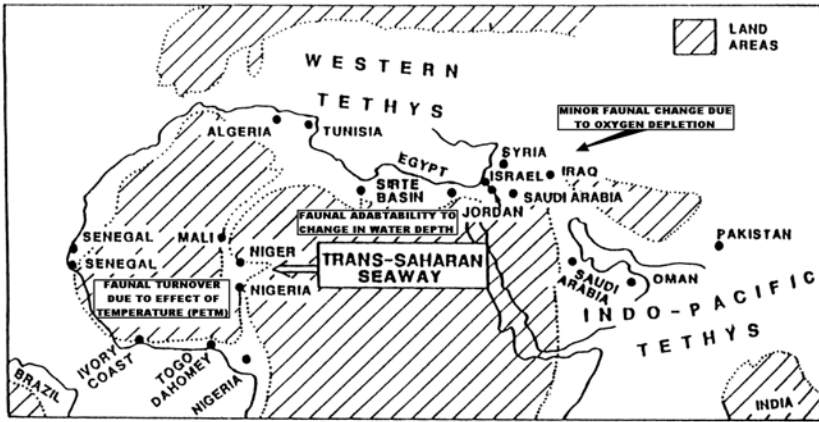 LAND
AREAS
WESTERN
TETHYS
MINOR FAUNAL CHANGE DUE
TO OXYGEN DEPLETION
ALGERIA
TUNISIA
SYRIA
EGYPT
ISRAEL
IRAQ
SIRTE
BASIN
SAUDI ARABIA
JORDAN
FAUNAL ADABTABILITY TO
CHANGE IN WATER DEPTH
SENEGAL
MALI
PAKISTAN
SENEGAL
NIGER
TRANS-SAHARAN
SEAWAY
SAUDI
ARABIA
OMAN
FAUNAL TURNOVER
DUE TO EFFECT OF
TEMPERATURE (PETM)
NIGERIA
INDO-PACIFIC
TETHYS
IVORY
COAST
TOGO
DAHOMEY
NIGERIA
BRAZIL
INDIA